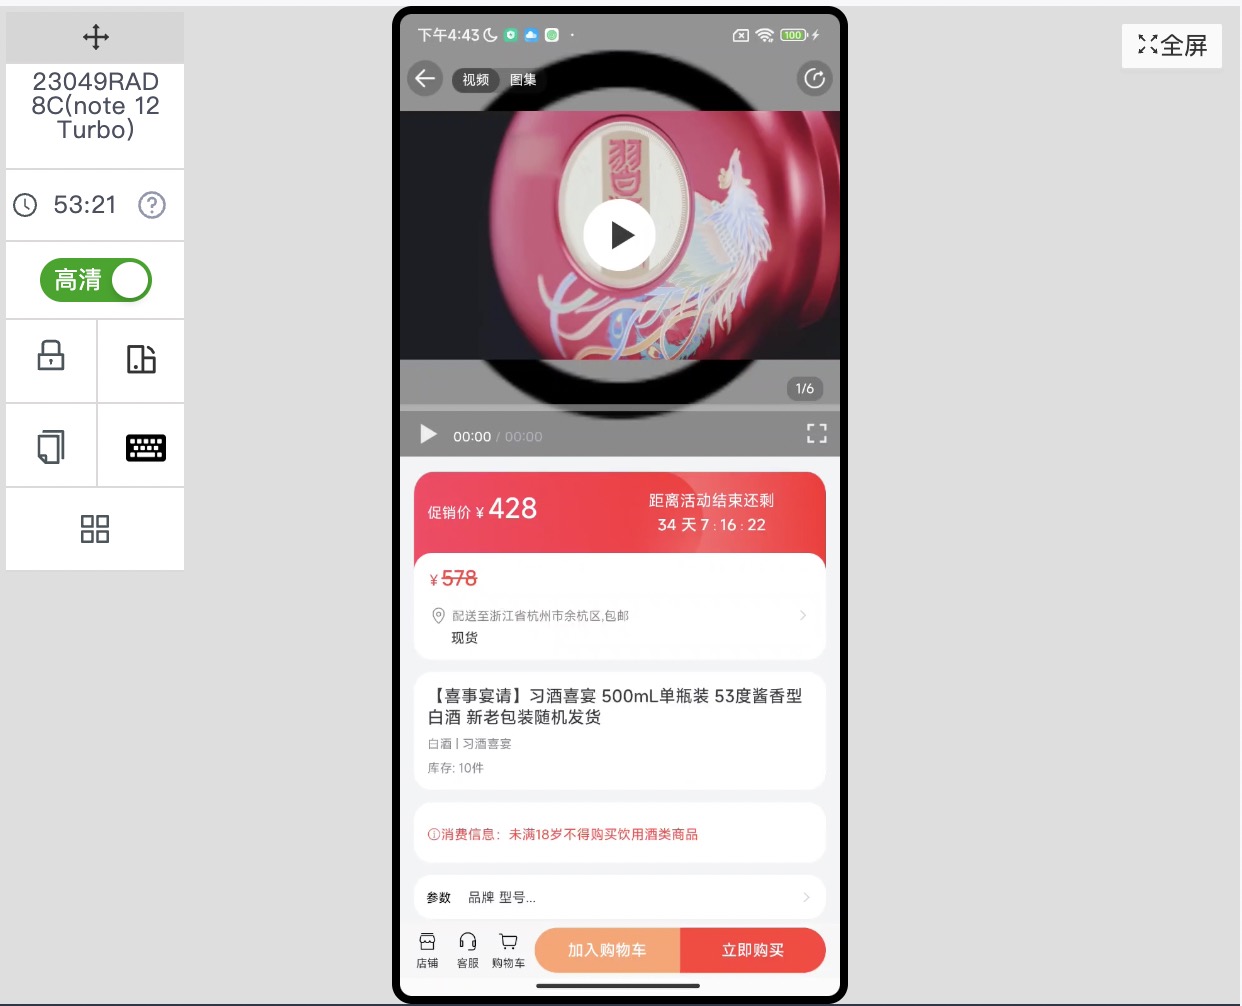 全屏
23049RAD
8C(note 12
Turbo)
53:21
高清
下午4:43
100
视频 图集
習
1/6
00:00 / 00:00
促销价 ¥ 428
距离活动结束还剩
34 天 7 : 16 : 22
¥ 578
配送至浙江省杭州市余杭区,包邮
现货
【喜事宴请】习酒喜宴 500mL单瓶装 53度酱香型
白酒 新老包装随机发货
白酒 | 习酒喜宴
库存: 10件
消费信息：未满18岁不得购买饮用酒类商品
参数 品牌 型号...
店铺 客服 购物车 加入购物车 立即购买